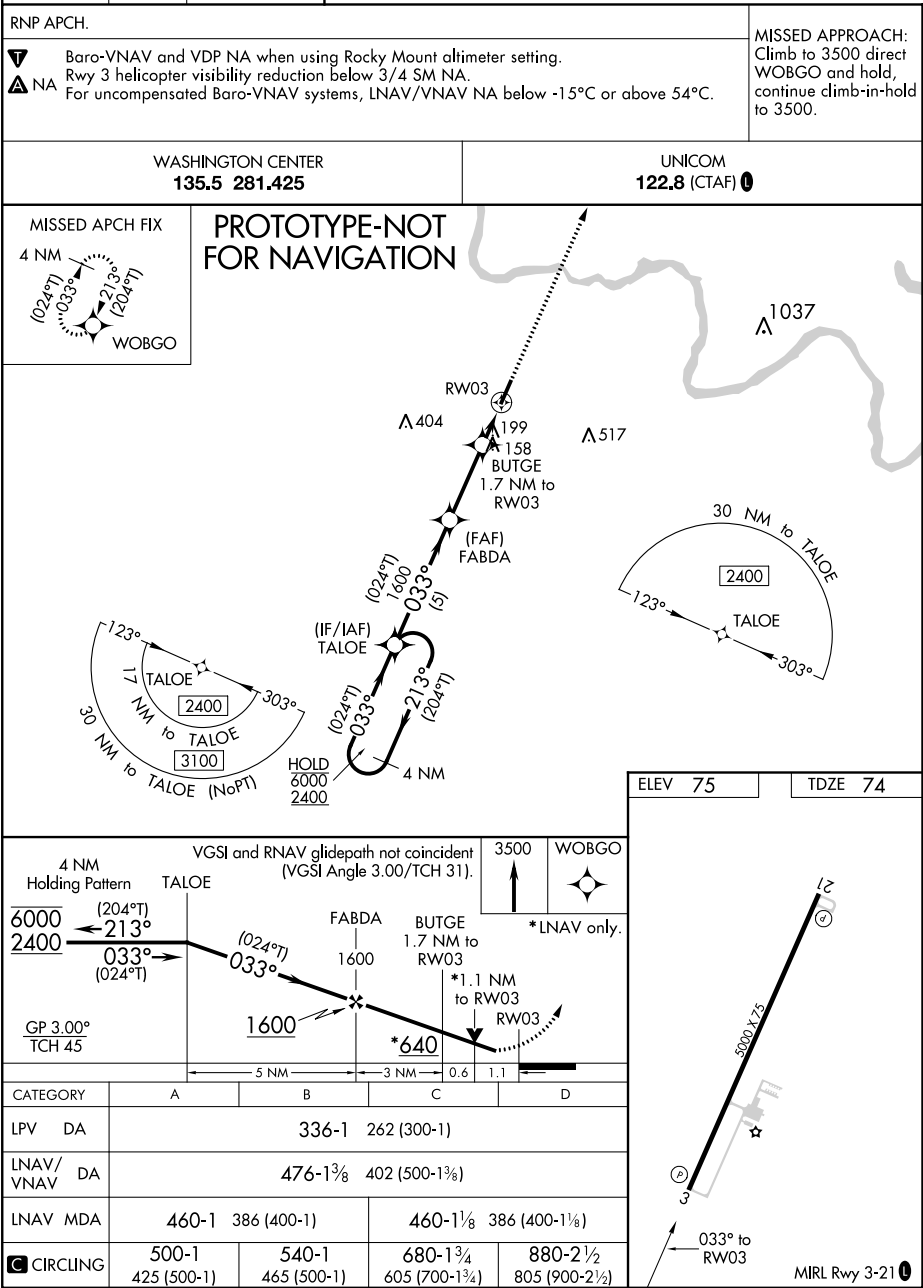 RNP APCH.
T
Baro-VNAV and VDP NA when using Rocky Mount altimeter setting.
A NA
Rwy 3 helicopter visibility reduction below 3/4 SM NA.
For uncompensated Baro-VNAV systems, LNAV/VNAV NA below -15°C or above 54°C.
MISSED APPROACH:
Climb to 3500 direct
WOBGO and hold,
continue climb-in-hold
to 3500.
WASHINGTON CENTER
135.5 281.425
UNICOM
122.8 (CTAF) L
MISSED APCH FIX
4 NM
(024°T)
033°
213°
(204°T)
WOBGO
PROTOTYPE-NOT
FOR NAVIGATION
1037
RW03
404
199
158
517
BUTGE
1.7 NM to
RW03
(FAF)
FABDA
(024°T)
1600
033°
(5)
(IF/IAF)
TALOE
(024°T)
033°
213°
(204°T)
HOLD
6000
2400
4 NM
30 NM to TALOE
2400
123°
TALOE
303°
123°
TALOE
303°
2400
17 NM to TALOE
3100
30 NM to TALOE (NoPT)
ELEV 75
TDZE 74
21
P
5000 X 75
P
3
033° to
RW03
MIRL Rwy 3-21 L
VGSI and RNAV glidepath not coincident
(VGSI Angle 3.00/TCH 31).
3500
WOBGO
*LNAV only.
4 NM
Holding Pattern
TALOE
6000
2400
(204°T)
213°
033°
(024°T)
(024°T)
033°
FABDA
1600
BUTGE
1.7 NM to
RW03
*1.1 NM
to RW03
RW03
1600
*640
GP 3.00°
TCH 45
5 NM
3 NM
0.6
1.1
CATEGORY A B C D
LPV DA 336-1 262 (300-1)
LNAV/
VNAV DA 476-1⅜ 402 (500-1⅜)
LNAV MDA 460-1 386 (400-1) 460-1⅛ 386 (400-1⅛)
C CIRCLING 500-1 540-1 680-1¾ 880-2½
425 (500-1) 465 (500-1) 605 (700-1¾) 805 (900-2½)